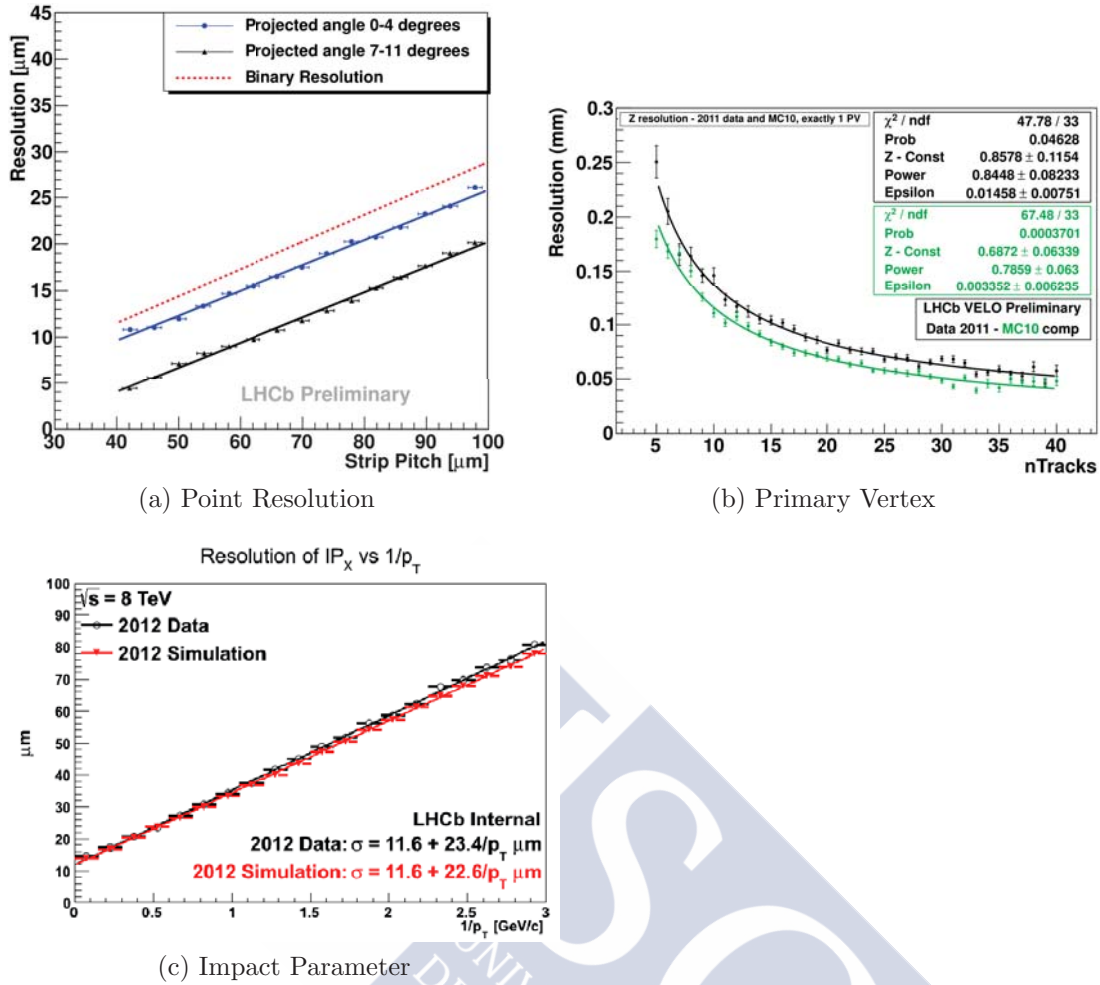 Resolution [μm]
45
40
35
30
25
20
15
10
5
0
Projected angle 0-4 degrees
Projected angle 7-11 degrees
Binary Resolution
LHCb Preliminary
30 40 50 60 70 80 90 100
Strip Pitch [μm]
(a) Point Resolution
Resolution (mm)
0.3
0.25
0.20
0.15
0.1
0.05
0
Z resolution - 2011 data and MC10, exactly 1 PV
χ² / ndf 47.78 / 33
Prob 0.04628
Z - Const 0.8578 ± 0.1154
Power 0.8448 ± 0.08233
Epsilon 0.01458 ± 0.00751
χ² / ndf 67.48 / 33
Prob 0.0003701
Z - Const 0.6872 ± 0.06339
Power 0.7859 ± 0.063
Epsilon 0.003352 ± 0.006235
LHCb VELO Preliminary
Data 2011 - MC10 comp
5 10 15 20 25 30 35 40
nTracks
(b) Primary Vertex
Resolution of IP_X vs 1/p_T
μm
100
90
80
70
60
50
40
30
20
10
0
√s = 8 TeV
2012 Data
2012 Simulation
LHCb Internal
2012 Data: σ = 11.6 + 23.4/p_T μm
2012 Simulation: σ = 11.6 + 22.6/p_T μm
0 0.5 1 1.5 2 2.5 3
1/p_T [GeV/c]
(c) Impact Parameter